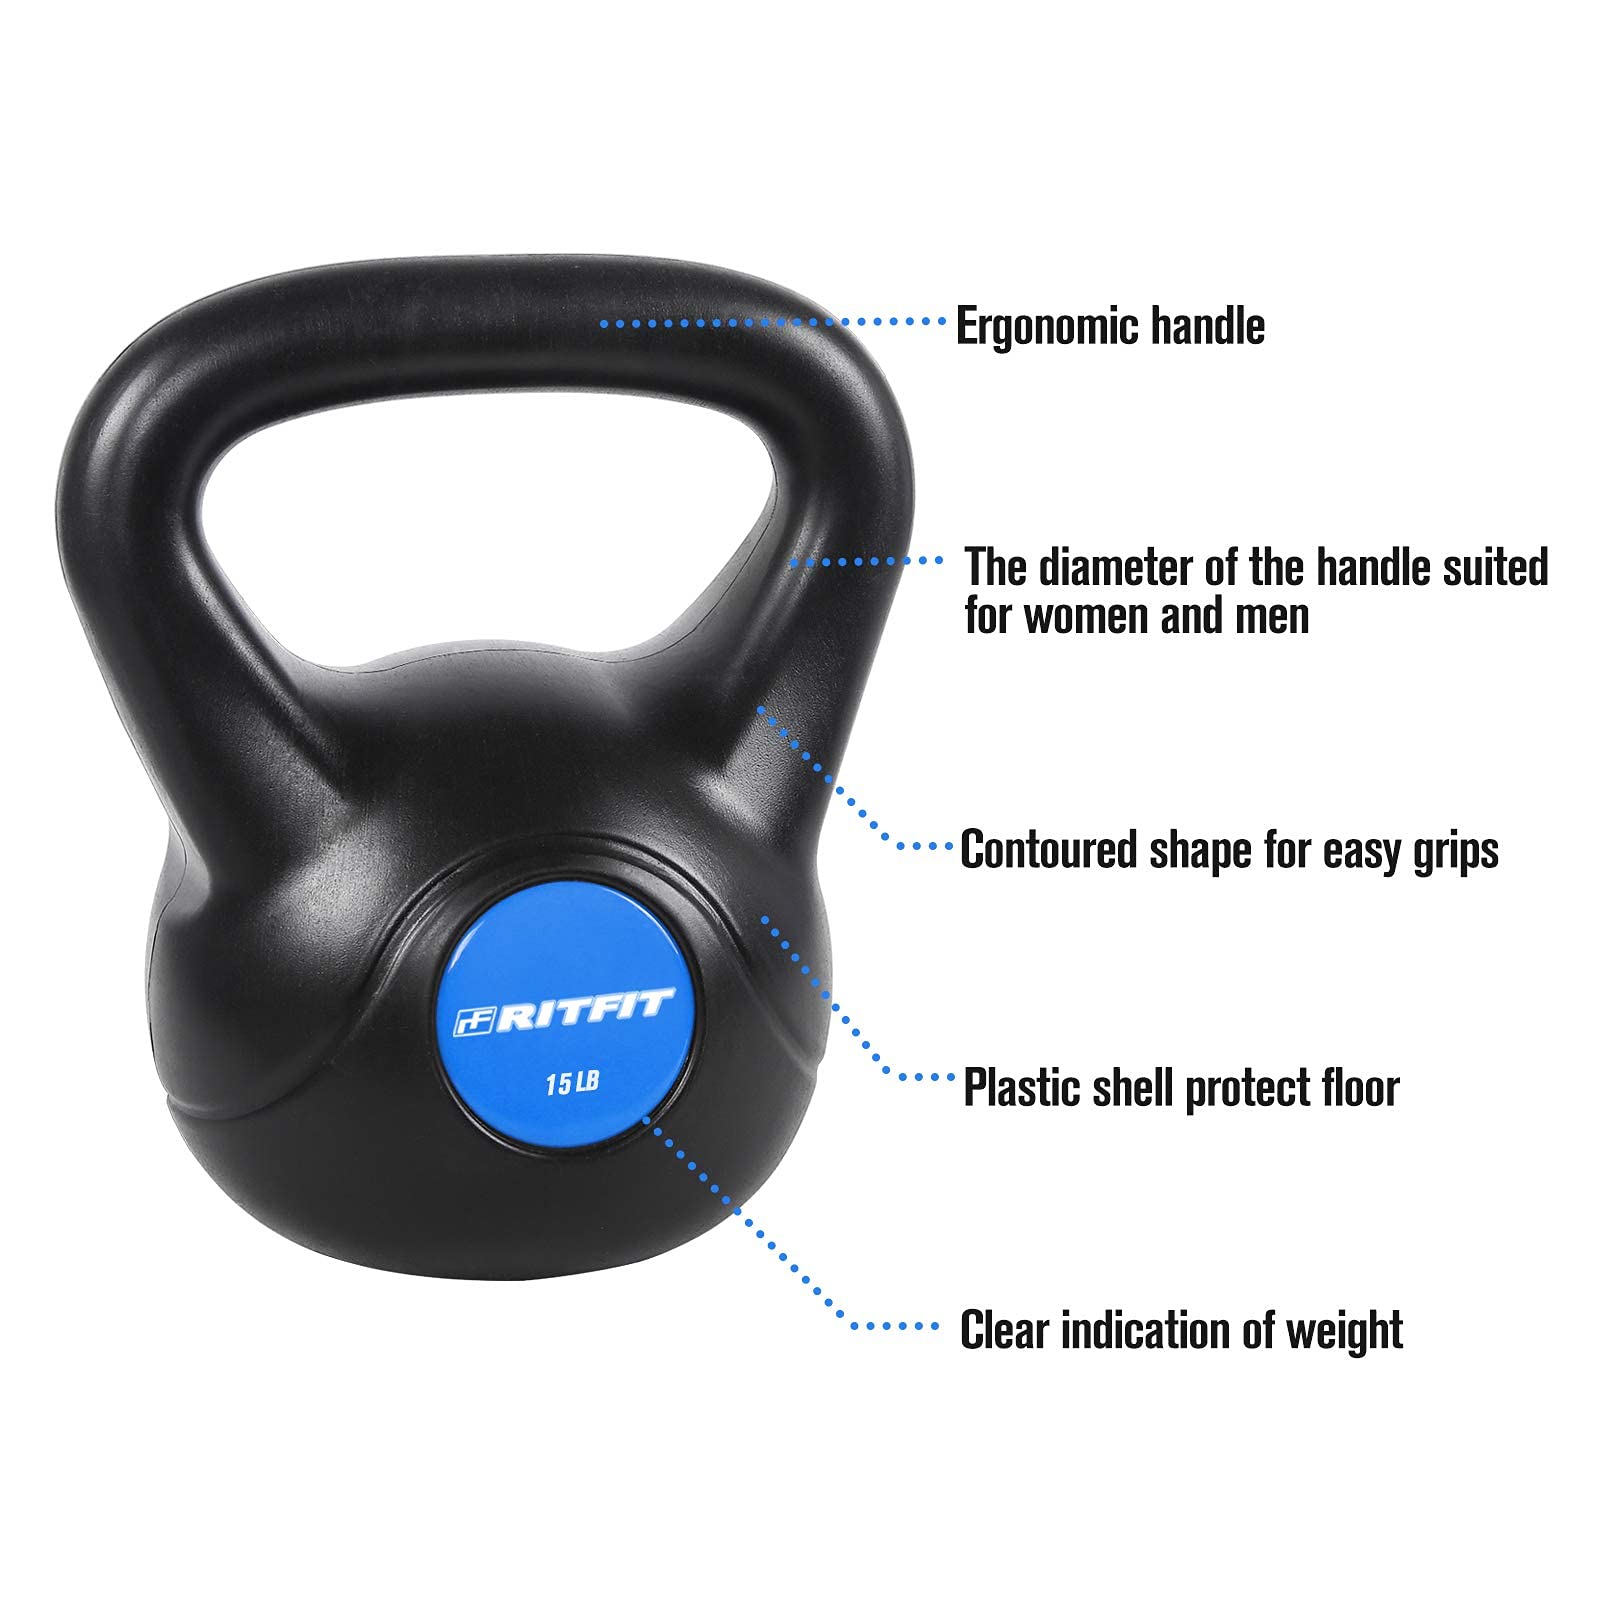 Ergonomic handle
The diameter of the handle suited
for women and men
Contoured shape for easy grips
RITFIT
15 LB
Plastic shell protect floor
Clear indication of weight